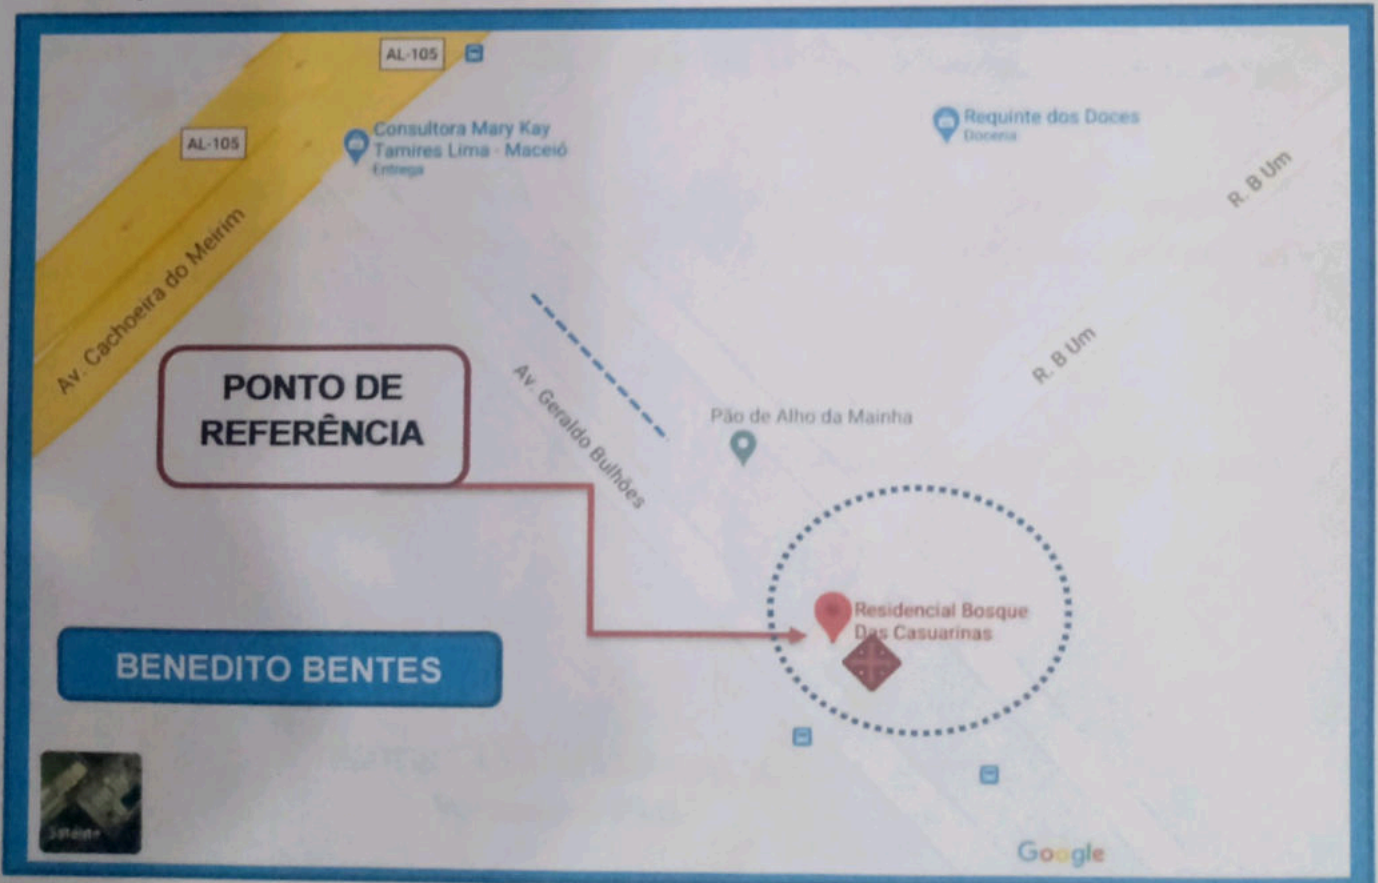 AL-105
AL-105
Consultora Mary Kay
Tamires Lima - Maceió
Entrega
Requinte dos Doces
Doceria
R. B Um
Av. Cachoeira do Meirim
R. B Um
PONTO DE
REFERÊNCIA
Av. Geraldo Bulhões
Pão de Alho da Mainha
Residencial Bosque
Das Casuarinas
BENEDITO BENTES
Satélite
Google